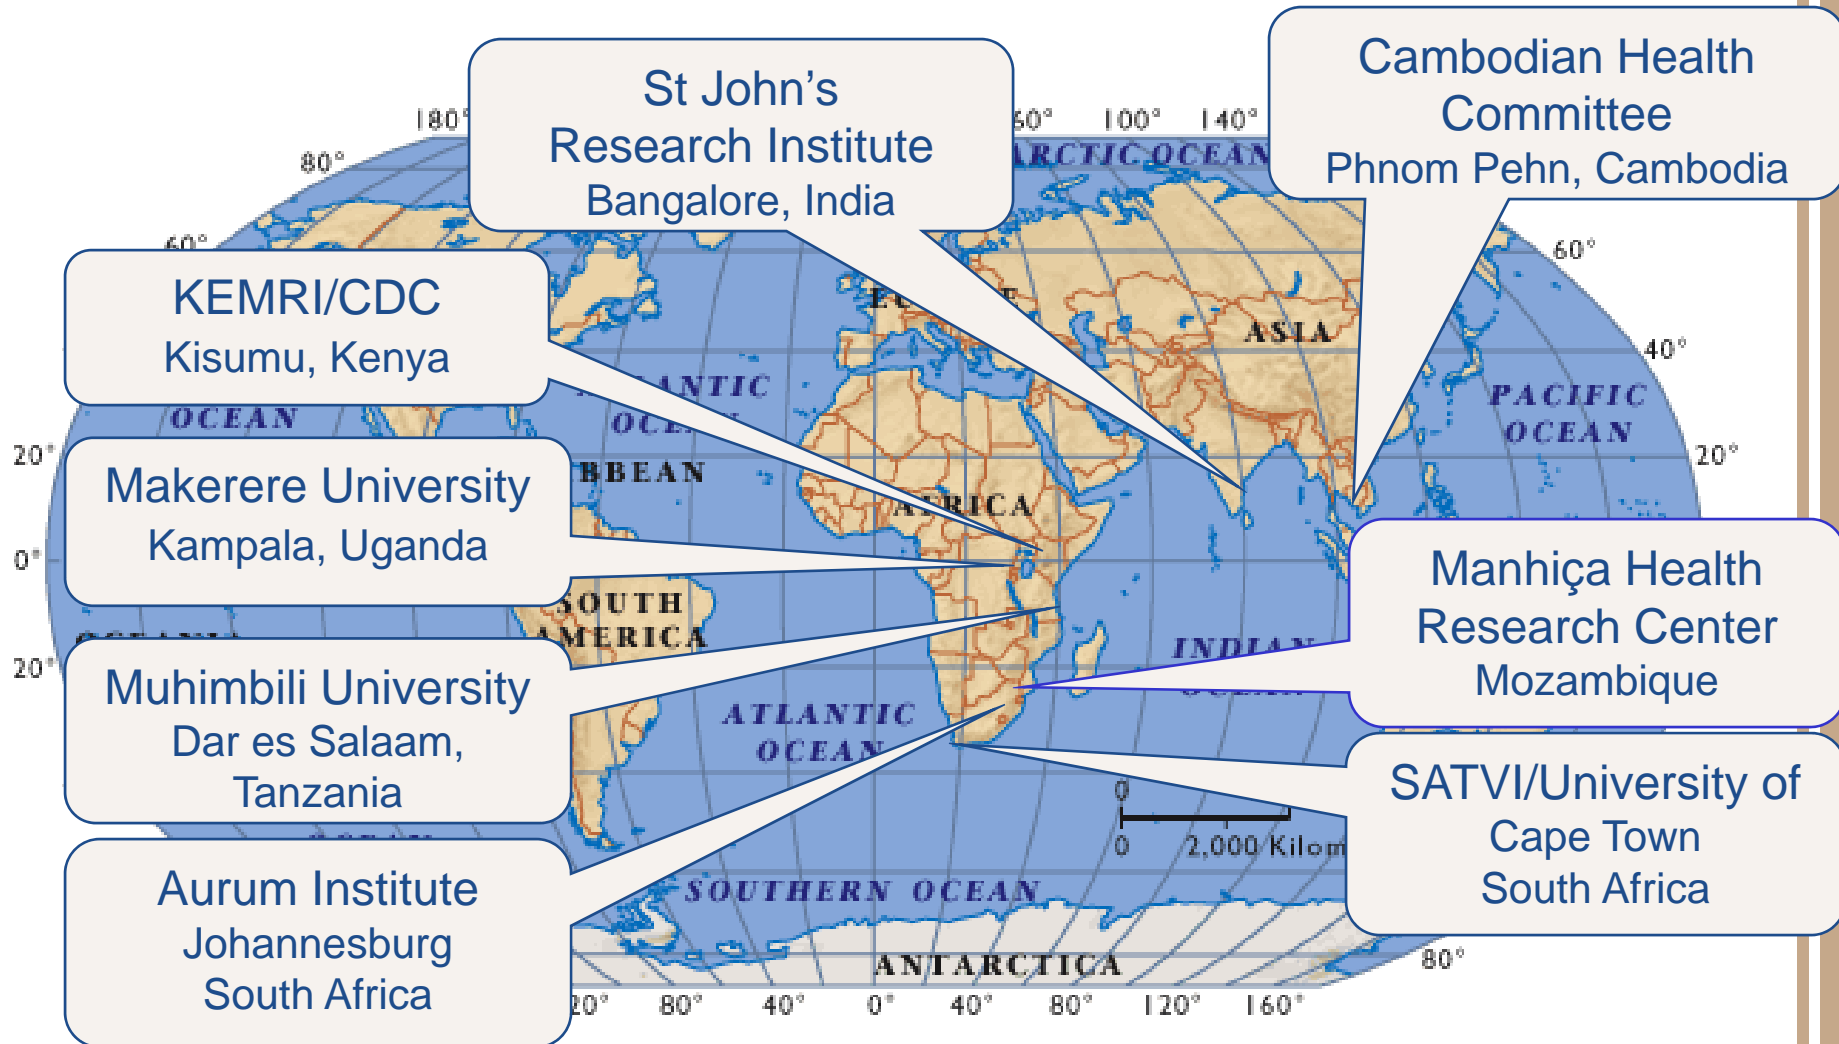 St John's
Research Institute
Bangalore, India
Cambodian Health
Committee
Phnom Pehn, Cambodia
KEMRI/CDC
Kisumu, Kenya
Makerere University
Kampala, Uganda
Muhimbili University
Dar es Salaam,
Tanzania
Aurum Institute
Johannesburg
South Africa
Manhiça Health
Research Center
Mozambique
SATVI/University of
Cape Town
South Africa
180°
100°
140°
80°
60°
60°
40°
20°
20°
0°
20°
ARCTIC OCEAN
ASIA
PACIFIC
OCEAN
OCEAN
AFRICA
SOUTH
AMERICA
INDIAN
ATLANTIC
OCEAN
0
0 2,000
SOUTHERN OCEAN
ANTARCTICA
80°
80° 40° 0° 40° 80° 120° 160°